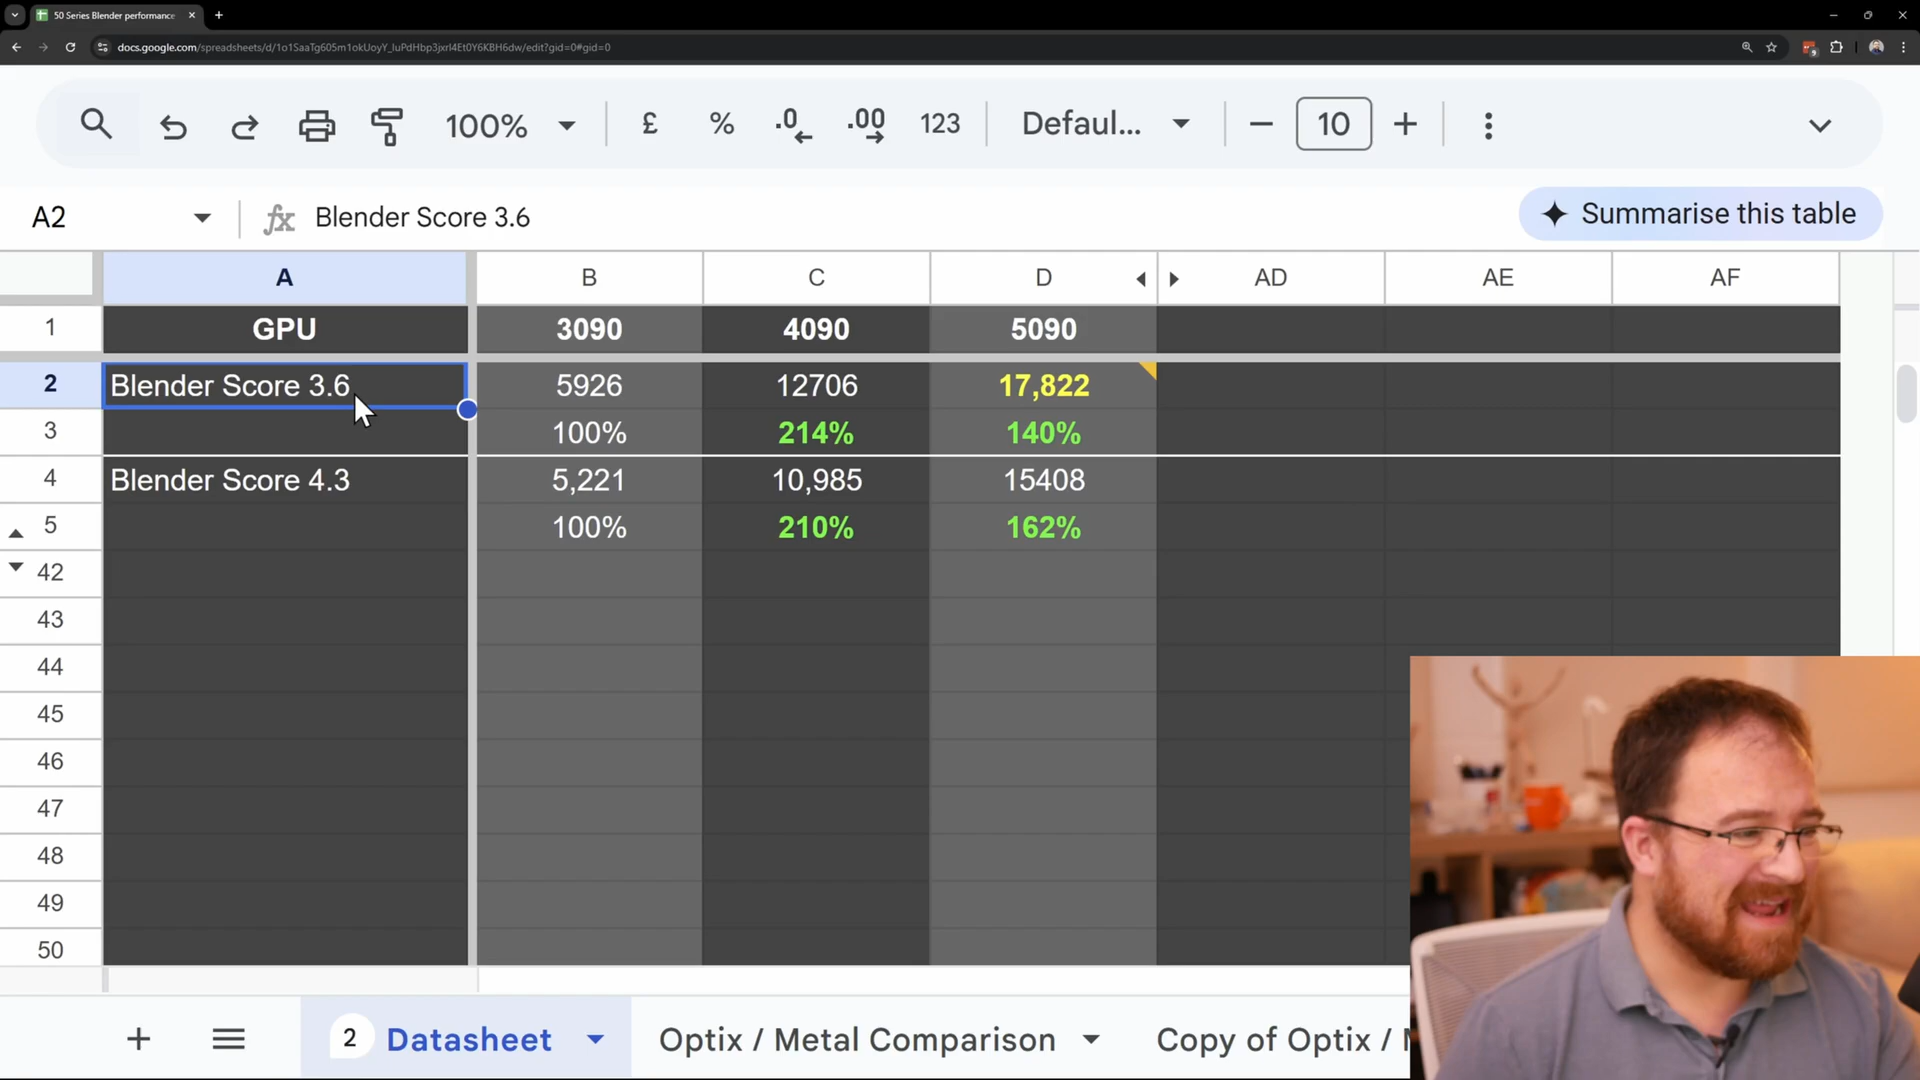 50 Series Blender performance
docs.google.com/spreadsheets/d/1o1SaaTg605m1okUoyY_luPdHbp3jxrl4Et0Y6KBH6dw/edit?gid=0#gid=0
100% £ % .0 .00 123 Defaul... 10
A2 fx Blender Score 3.6 Summarise this table
A B C D AD AE AF
1 GPU 3090 4090 5090
2 Blender Score 3.6 5926 12706 17,822
3 100% 214% 140%
4 Blender Score 4.3 5,221 10,985 15408
5 100% 210% 162%
42
43
44
45
46
47
48
49
50
2 Datasheet Optix / Metal Comparison Copy of Optix /